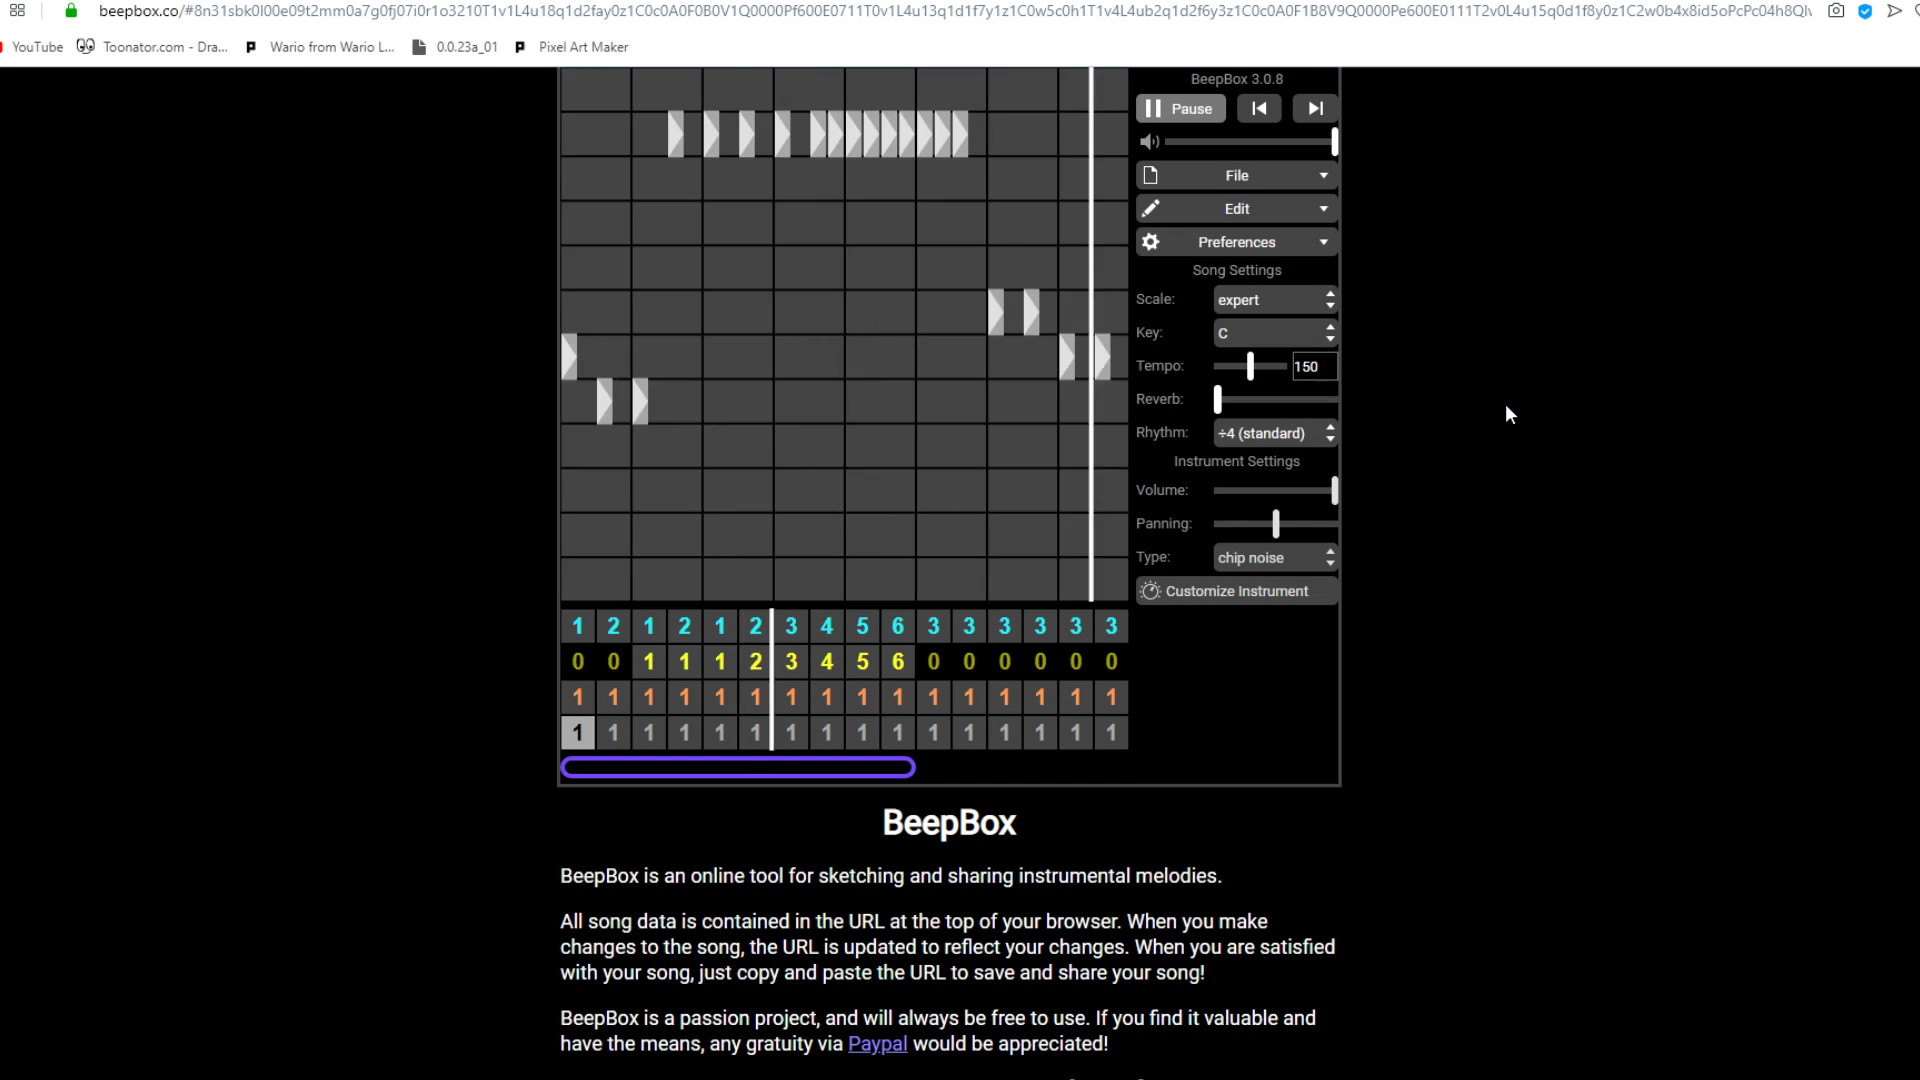 beepbox.co/#8n31sbk0l00e09t2mm0a7g0fj07i0r1o3210T1v1L4u18q1d2fay0z1C0c0A0F0B0V1Q0000Pf600E0711T0v1L4u13q1d1f7y1z1C0w5c0h1T1v4L4ub2q1d2f6y3z1C0c0A0F1B8V9Q0000Pe600E0111T2v0L4u15q0d1f8y0z1C2w0b4x8id5oPcPc04h8Qlv
YouTube Toonator.com - Dra... Wario from Wario L... 0.0.23a_01 Pixel Art Maker
BeepBox 3.0.8
Pause
File
Edit
Preferences
Song Settings
Scale: expert
Key: C
Tempo: 150
Reverb:
Rhythm: ÷4 (standard)
Instrument Settings
Volume:
Panning:
Type: chip noise
Customize Instrument
1 2 1 2 1 2 3 4 5 6 3 3 3 3 3 3
0 0 1 1 1 2 3 4 5 6 0 0 0 0 0 0
1 1 1 1 1 1 1 1 1 1 1 1 1 1 1 1
1 1 1 1 1 1 1 1 1 1 1 1 1 1 1 1
BeepBox
BeepBox is an online tool for sketching and sharing instrumental melodies.
All song data is contained in the URL at the top of your browser. When you make
changes to the song, the URL is updated to reflect your changes. When you are satisfied
with your song, just copy and paste the URL to save and share your song!
BeepBox is a passion project, and will always be free to use. If you find it valuable and
have the means, any gratuity via Paypal would be appreciated!